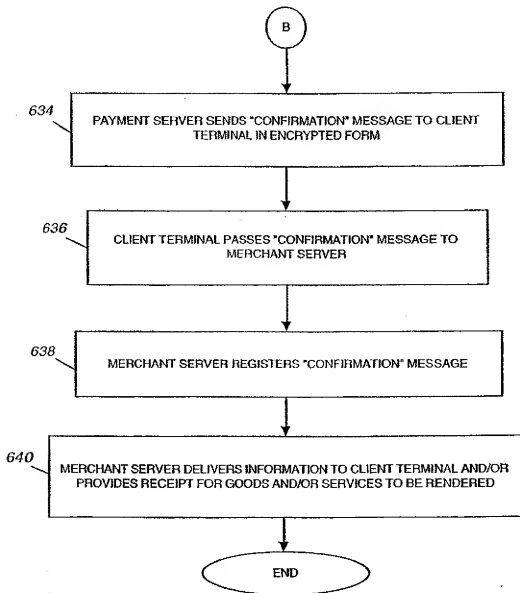 B
634
PAYMENT SERVER SENDS "CONFIRMATION" MESSAGE TO CLIENT
TERMINAL IN ENCRYPTED FORM
636
CLIENT TERMINAL PASSES "CONFIRMATION" MESSAGE TO
MERCHANT SERVER
638
MERCHANT SERVER REGISTERS "CONFIRMATION" MESSAGE
640
MERCHANT SERVER DELIVERS INFORMATION TO CLIENT TERMINAL AND/OR
PROVIDES RECEIPT FOR GOODS AND/OR SERVICES TO BE RENDERED
END